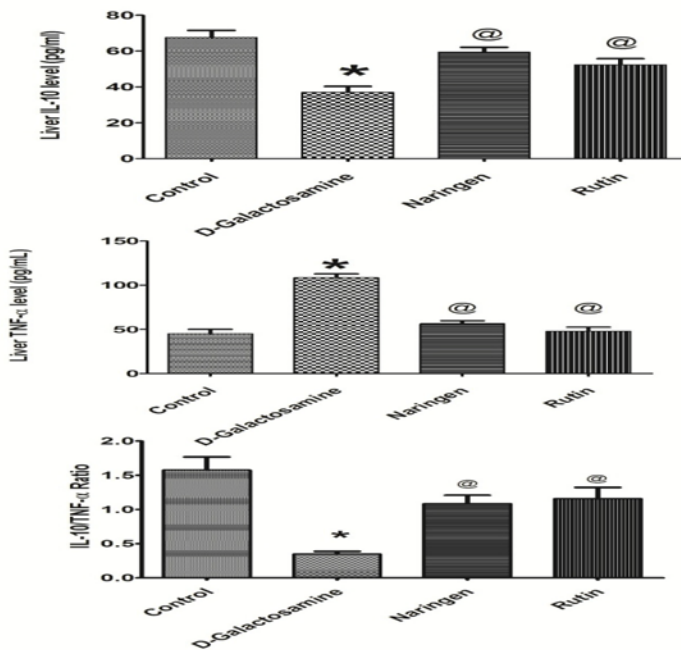 Liver IL-10 level (pg/ml)
80
60
40
20
0
*
@
@
Control
D-Galactosamine
Naringen
Rutin
Liver TNF-α level (pg/mL)
150
100
50
0
*
@
@
Control
D-Galactosamine
Naringen
Rutin
IL-10/TNF-α Ratio
2.0
1.5
1.0
0.5
0.0
*
@
@
Control
D-Galactosamine
Naringen
Rutin